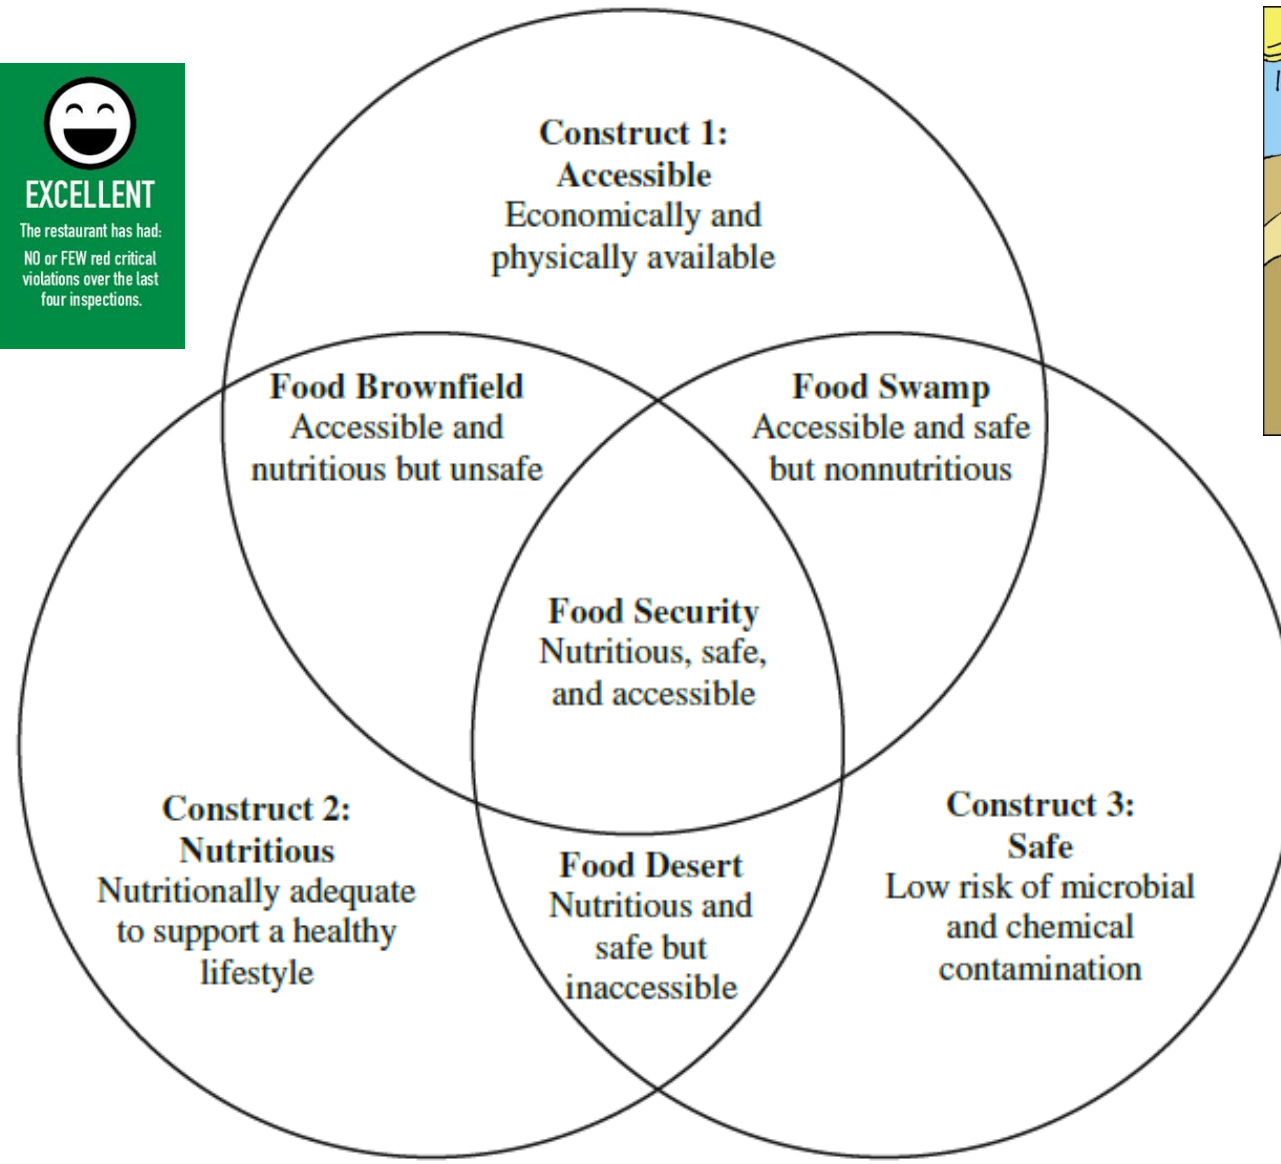 EXCELLENT
The restaurant has had:
NO or FEW red critical
violations over the last
four inspections.
Construct 1:
Accessible
Economically and
physically available
Food Brownfield
Accessible and
nutritious but unsafe
Food Swamp
Accessible and safe
but nonnutritious
Food Security
Nutritious, safe,
and accessible
Construct 2:
Nutritious
Nutritionally adequate
to support a healthy
lifestyle
Food Desert
Nutritious and
safe but
inaccessible
Construct 3:
Safe
Low risk of microbial
and chemical
contamination